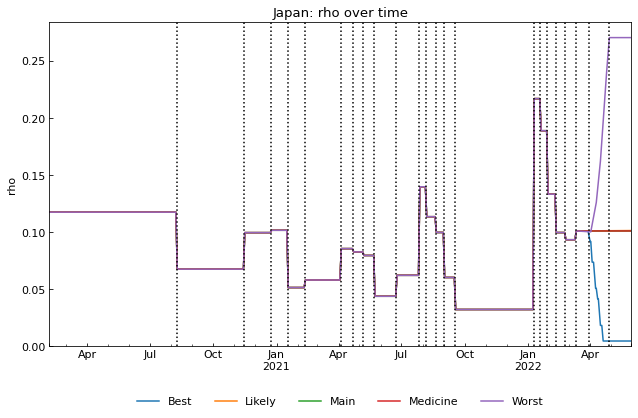 Japan: rho over time
rho
0.25
0.20
0.15
0.10
0.05
0.00
Apr Jul Oct Jan Apr Jul Oct Jan Apr
2021 2022
Best Likely Main Medicine Worst